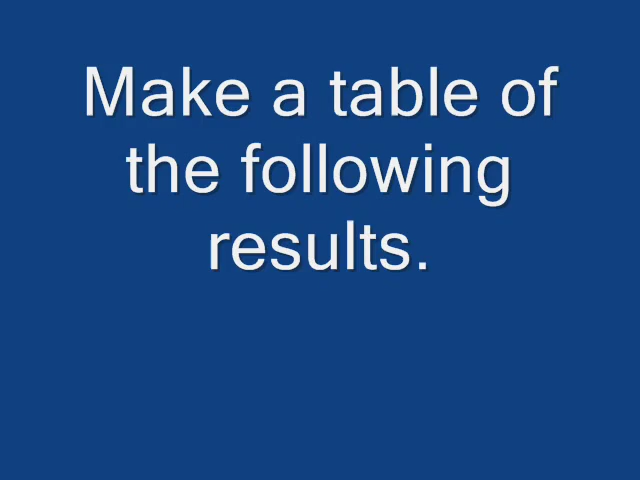 Make a table of
the following
results.